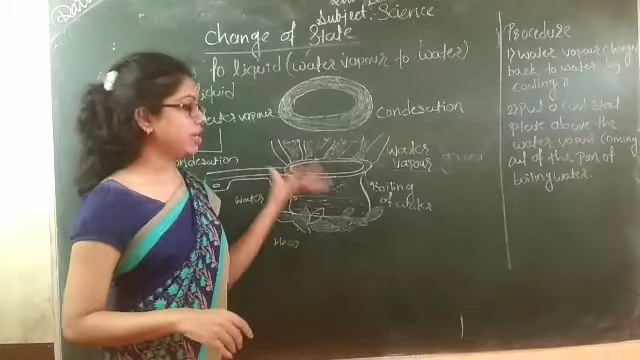 Subject: Science
Change of State
to liquid (water vapour to water)
liquid
water vapour
Condesation
Condesation
water
vapour
water
Boiling
of water
Procedure
1) water vapour changes
back to water by
cooling it
2) Put a cool steel
plate above the
water vapour coming
out of the pan of
boiling water.